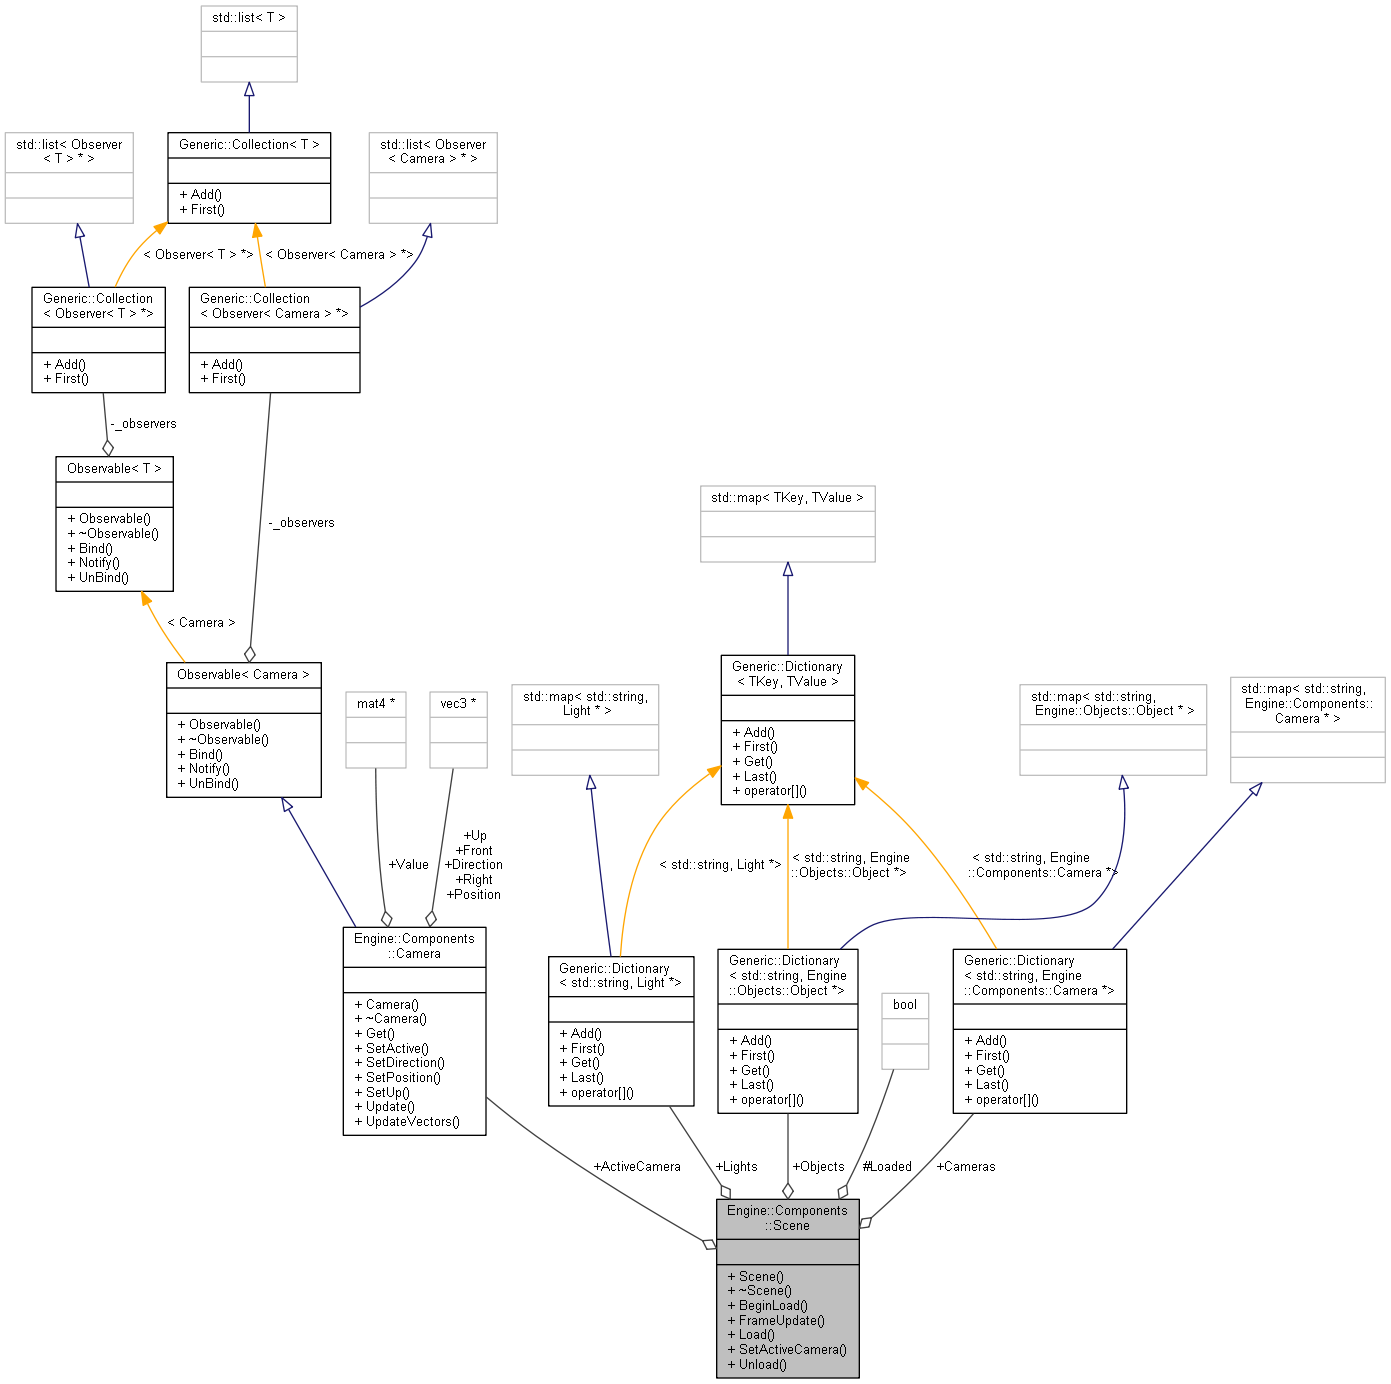 std::list< T >
std::list< Observer
< T > * >
Generic::Collection< T >
+ Add()
+ First()
std::list< Observer
< Camera > * >
< Observer< T > *>
< Observer< Camera > *>
Generic::Collection
< Observer< T > *>
+ Add()
+ First()
Generic::Collection
< Observer< Camera > *>
+ Add()
+ First()
-_observers
Observable< T >
+ Observable()
+ ~Observable()
+ Bind()
+ Notify()
+ UnBind()
-_observers
std::map< TKey, TValue >
< Camera >
Observable< Camera >
+ Observable()
+ ~Observable()
+ Bind()
+ Notify()
+ UnBind()
mat4 *
vec3 *
std::map< std::string,
Light * >
Generic::Dictionary
< TKey, TValue >
+ Add()
+ First()
+ Get()
+ Last()
+ operator[]()
std::map< std::string,
Engine::Objects::Object * >
std::map< std::string,
Engine::Components::
Camera * >
+Value
+Up
+Front
+Direction
+Right
+Position
< std::string, Light *>
< std::string, Engine
::Objects::Object *>
< std::string, Engine
::Components::Camera *>
Engine::Components
::Camera
+ Camera()
+ ~Camera()
+ Get()
+ SetActive()
+ SetDirection()
+ SetPosition()
+ SetUp()
+ Update()
+ UpdateVectors()
Generic::Dictionary
< std::string, Light *>
+ Add()
+ First()
+ Get()
+ Last()
+ operator[]()
Generic::Dictionary
< std::string, Engine
::Objects::Object *>
+ Add()
+ First()
+ Get()
+ Last()
+ operator[]()
bool
Generic::Dictionary
< std::string, Engine
::Components::Camera *>
+ Add()
+ First()
+ Get()
+ Last()
+ operator[]()
+ActiveCamera
+Lights
+Objects
#Loaded
+Cameras
Engine::Components
::Scene
+ Scene()
+ ~Scene()
+ BeginLoad()
+ FrameUpdate()
+ Load()
+ SetActiveCamera()
+ Unload()